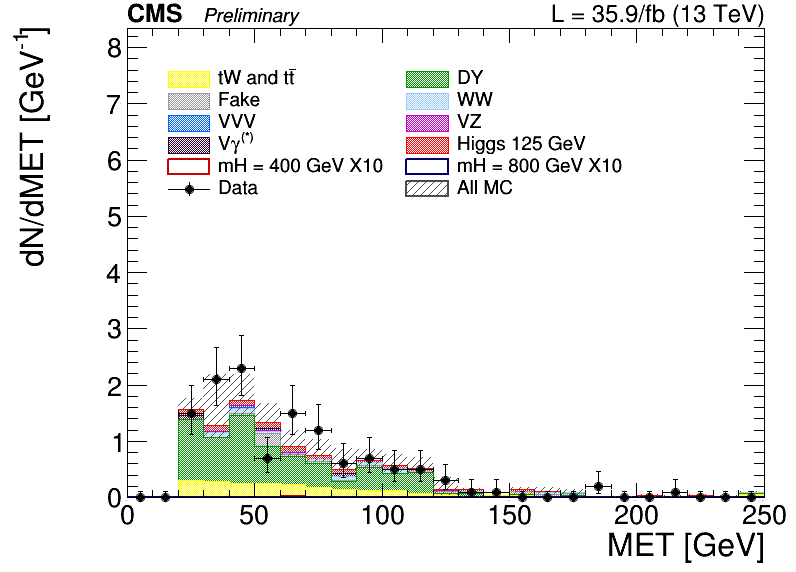 CMS Preliminary L = 35.9/fb (13 TeV)
dN/dMET [GeV⁻¹]
8
7
6
5
4
3
2
1
0
tW and tt̄ DY
Fake WW
VVV VZ
Vγ⁽*⁾ Higgs 125 GeV
mH = 400 GeV X10 mH = 800 GeV X10
Data All MC
0 50 100 150 200 250
MET [GeV]